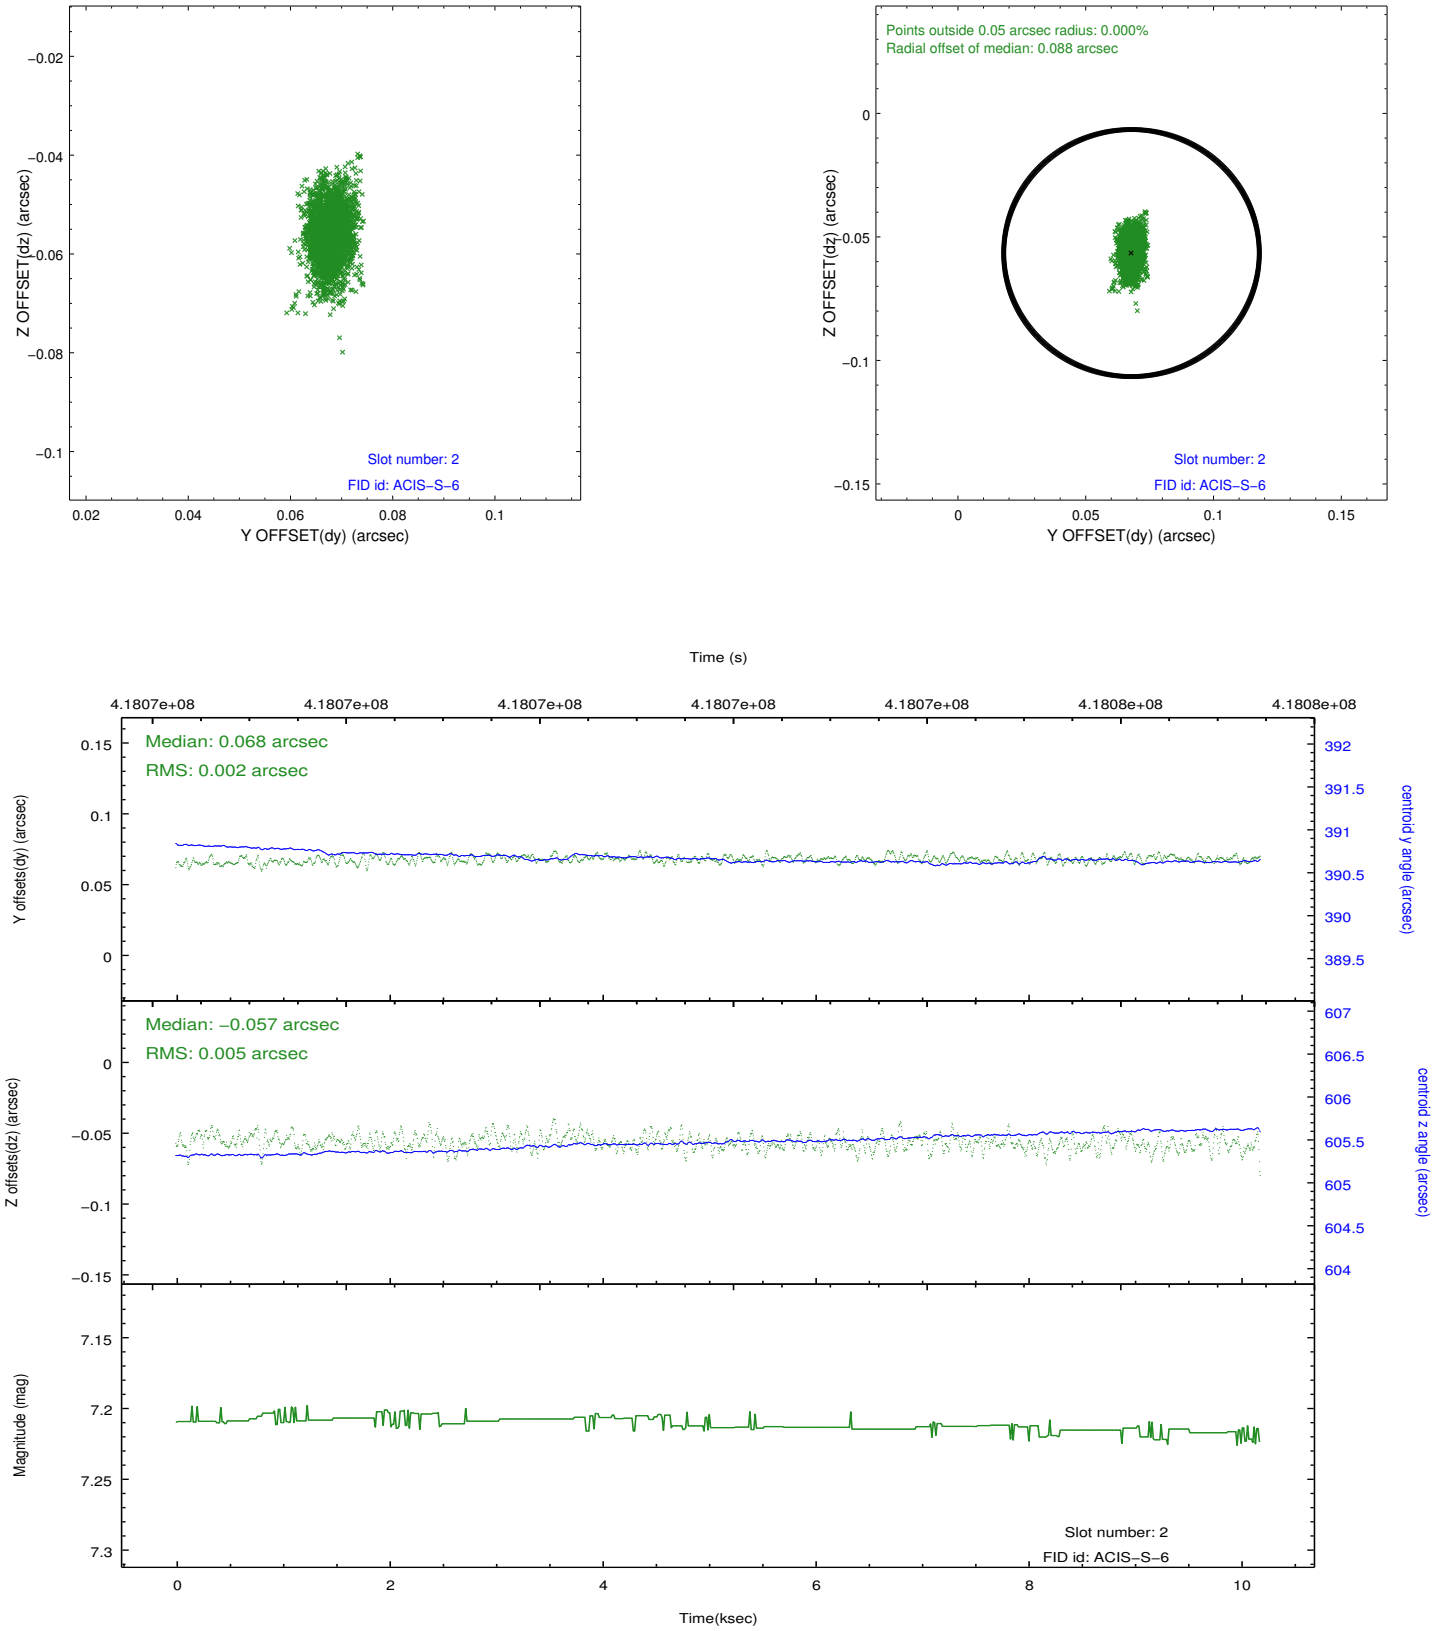 −0.02
−0.04
−0.06
−0.08
−0.1
Z OFFSET(dz) (arcsec)
Slot number: 2
FID id: ACIS−S−6
0.02 0.04 0.06 0.08 0.1
Y OFFSET(dy) (arcsec)
Points outside 0.05 arcsec radius: 0.000%
Radial offset of median: 0.088 arcsec
0
−0.05
−0.1
−0.15
Z OFFSET(dz) (arcsec)
Slot number: 2
FID id: ACIS−S−6
0 0.05 0.1 0.15
Y OFFSET(dy) (arcsec)
Time (s)
4.1807e+08 4.1807e+08 4.1807e+08 4.1807e+08 4.1807e+08 4.1808e+08 4.1808e+08
Median: 0.068 arcsec
RMS: 0.002 arcsec
0.15
0.1
0.05
0
Y offsets(dy) (arcsec)
392
391.5
391
390.5
390
389.5
centroid y angle (arcsec)
Median: −0.057 arcsec
RMS: 0.005 arcsec
0
−0.05
−0.1
−0.15
Z offsets(dz) (arcsec)
607
606.5
606
605.5
605
604.5
604
centroid z angle (arcsec)
7.15
7.2
7.25
7.3
Magnitude (mag)
Slot number: 2
FID id: ACIS−S−6
0 2 4 6 8 10
Time(ksec)